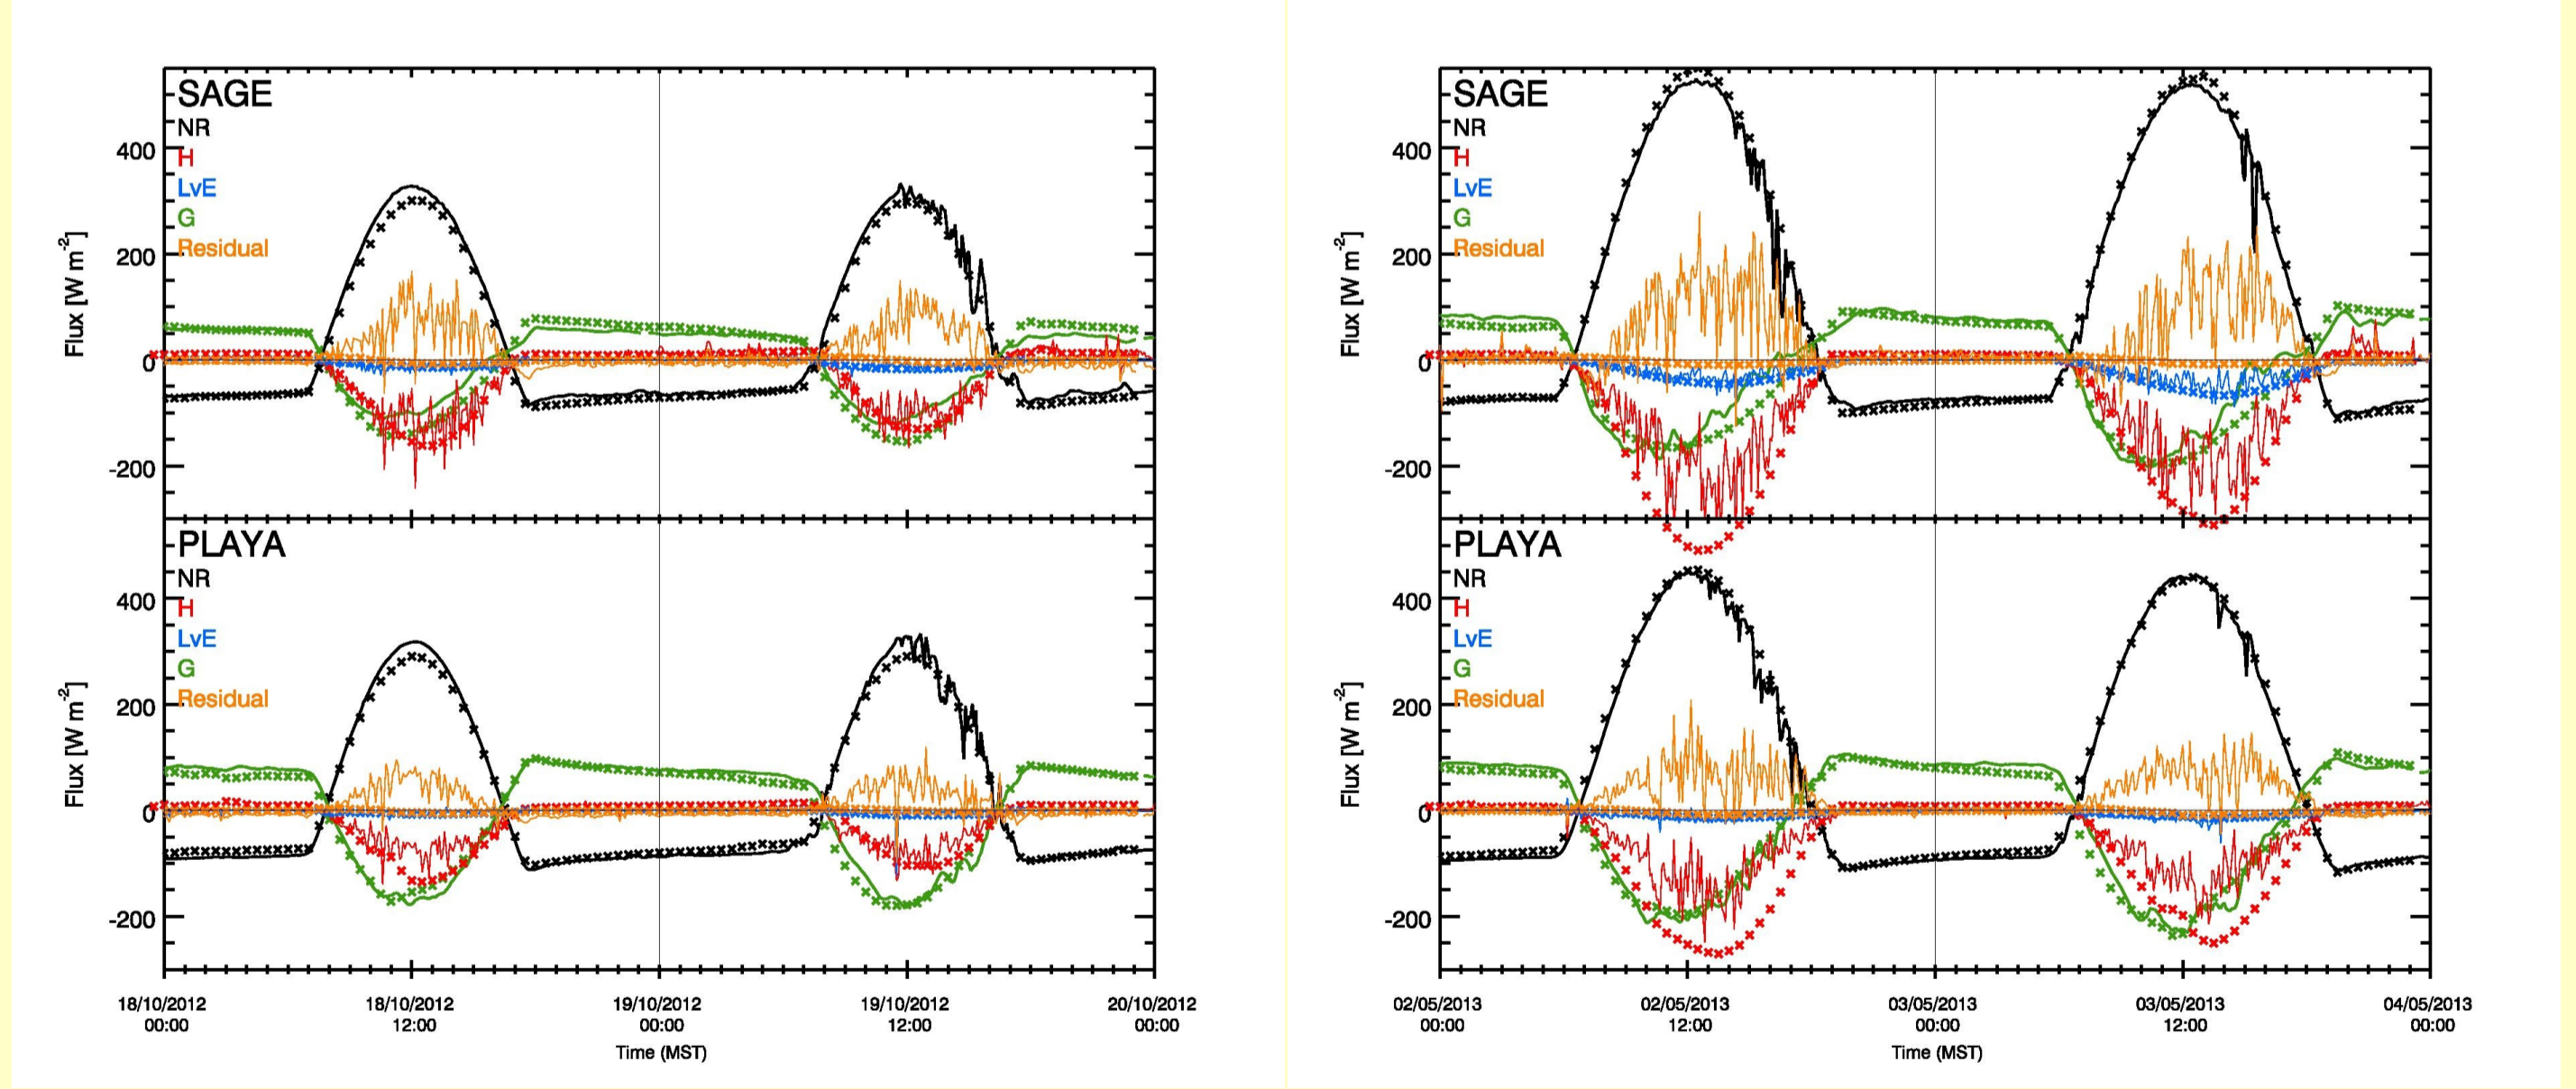 SAGE
NR
H
LvE
G
Residual
Flux [W m-2]
400
200
0
-200
PLAYA
NR
H
LvE
G
Residual
Flux [W m-2]
400
200
0
-200
18/10/2012 00:00
18/10/2012 12:00
19/10/2012 00:00
19/10/2012 12:00
20/10/2012 00:00
Time (MST)
SAGE
NR
H
LvE
G
Residual
Flux [W m-2]
400
200
0
-200
PLAYA
NR
H
LvE
G
Residual
Flux [W m-2]
400
200
0
-200
02/05/2013 00:00
02/05/2013 12:00
03/05/2013 00:00
03/05/2013 12:00
04/05/2013 00:00
Time (MST)